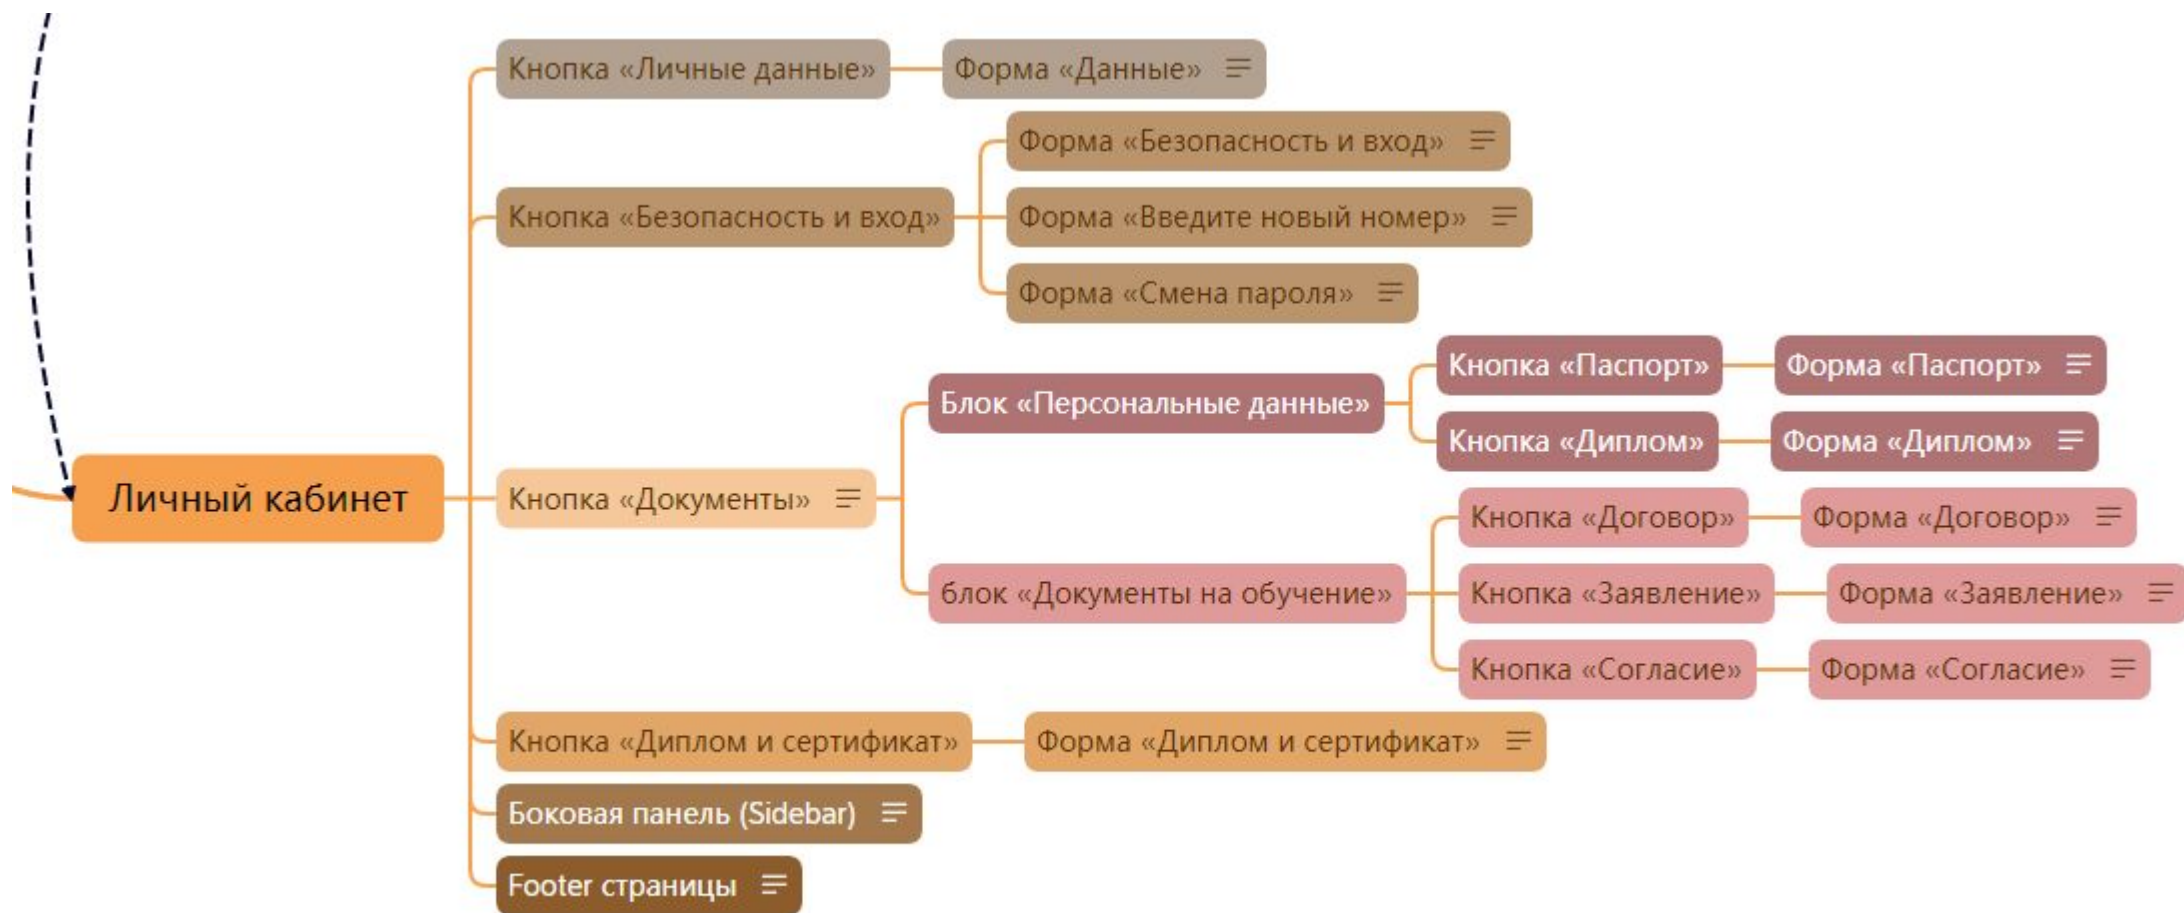 Кнопка «Личные данные» Форма «Данные»
Форма «Безопасность и вход»
Кнопка «Безопасность и вход» Форма «Введите новый номер»
Форма «Смена пароля»
Кнопка «Паспорт» Форма «Паспорт»
Блок «Персональные данные»
Кнопка «Диплом» Форма «Диплом»
Личный кабинет Кнопка «Документы»
Кнопка «Договор» Форма «Договор»
блок «Документы на обучение» Кнопка «Заявление» Форма «Заявление»
Кнопка «Согласие» Форма «Согласие»
Кнопка «Диплом и сертификат» Форма «Диплом и сертификат»
Боковая панель (Sidebar)
Footer страницы